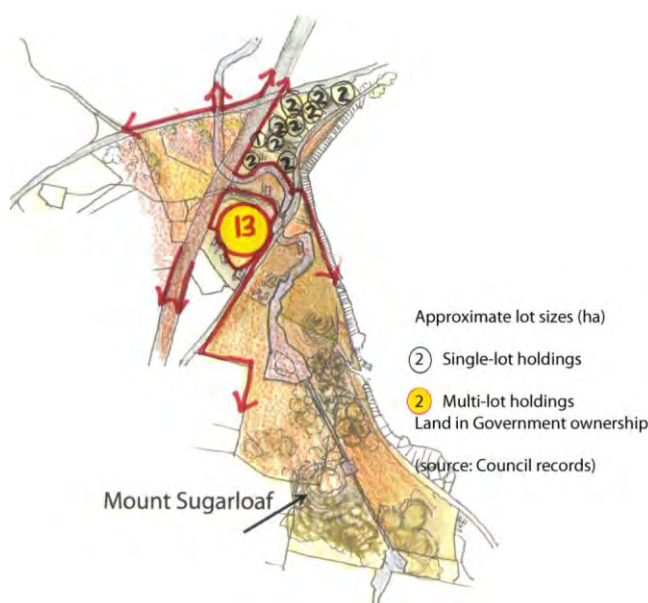 2 2 2
2 2 2
1 2 2
2 2
13
Approximate lot sizes (ha)
2 Single-lot holdings
2 Multi-lot holdings
Land in Government ownership
(source: Council records)
Mount Sugarloaf